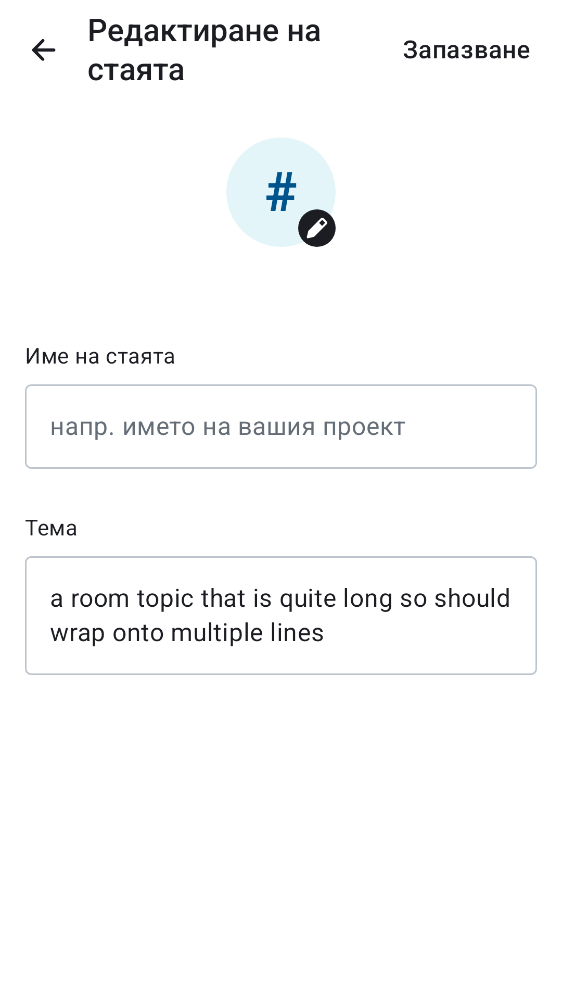 Редактиране на
стаята
Запазване
#
Име на стаята
напр. името на вашия проект
Тема
a room topic that is quite long so should
wrap onto multiple lines